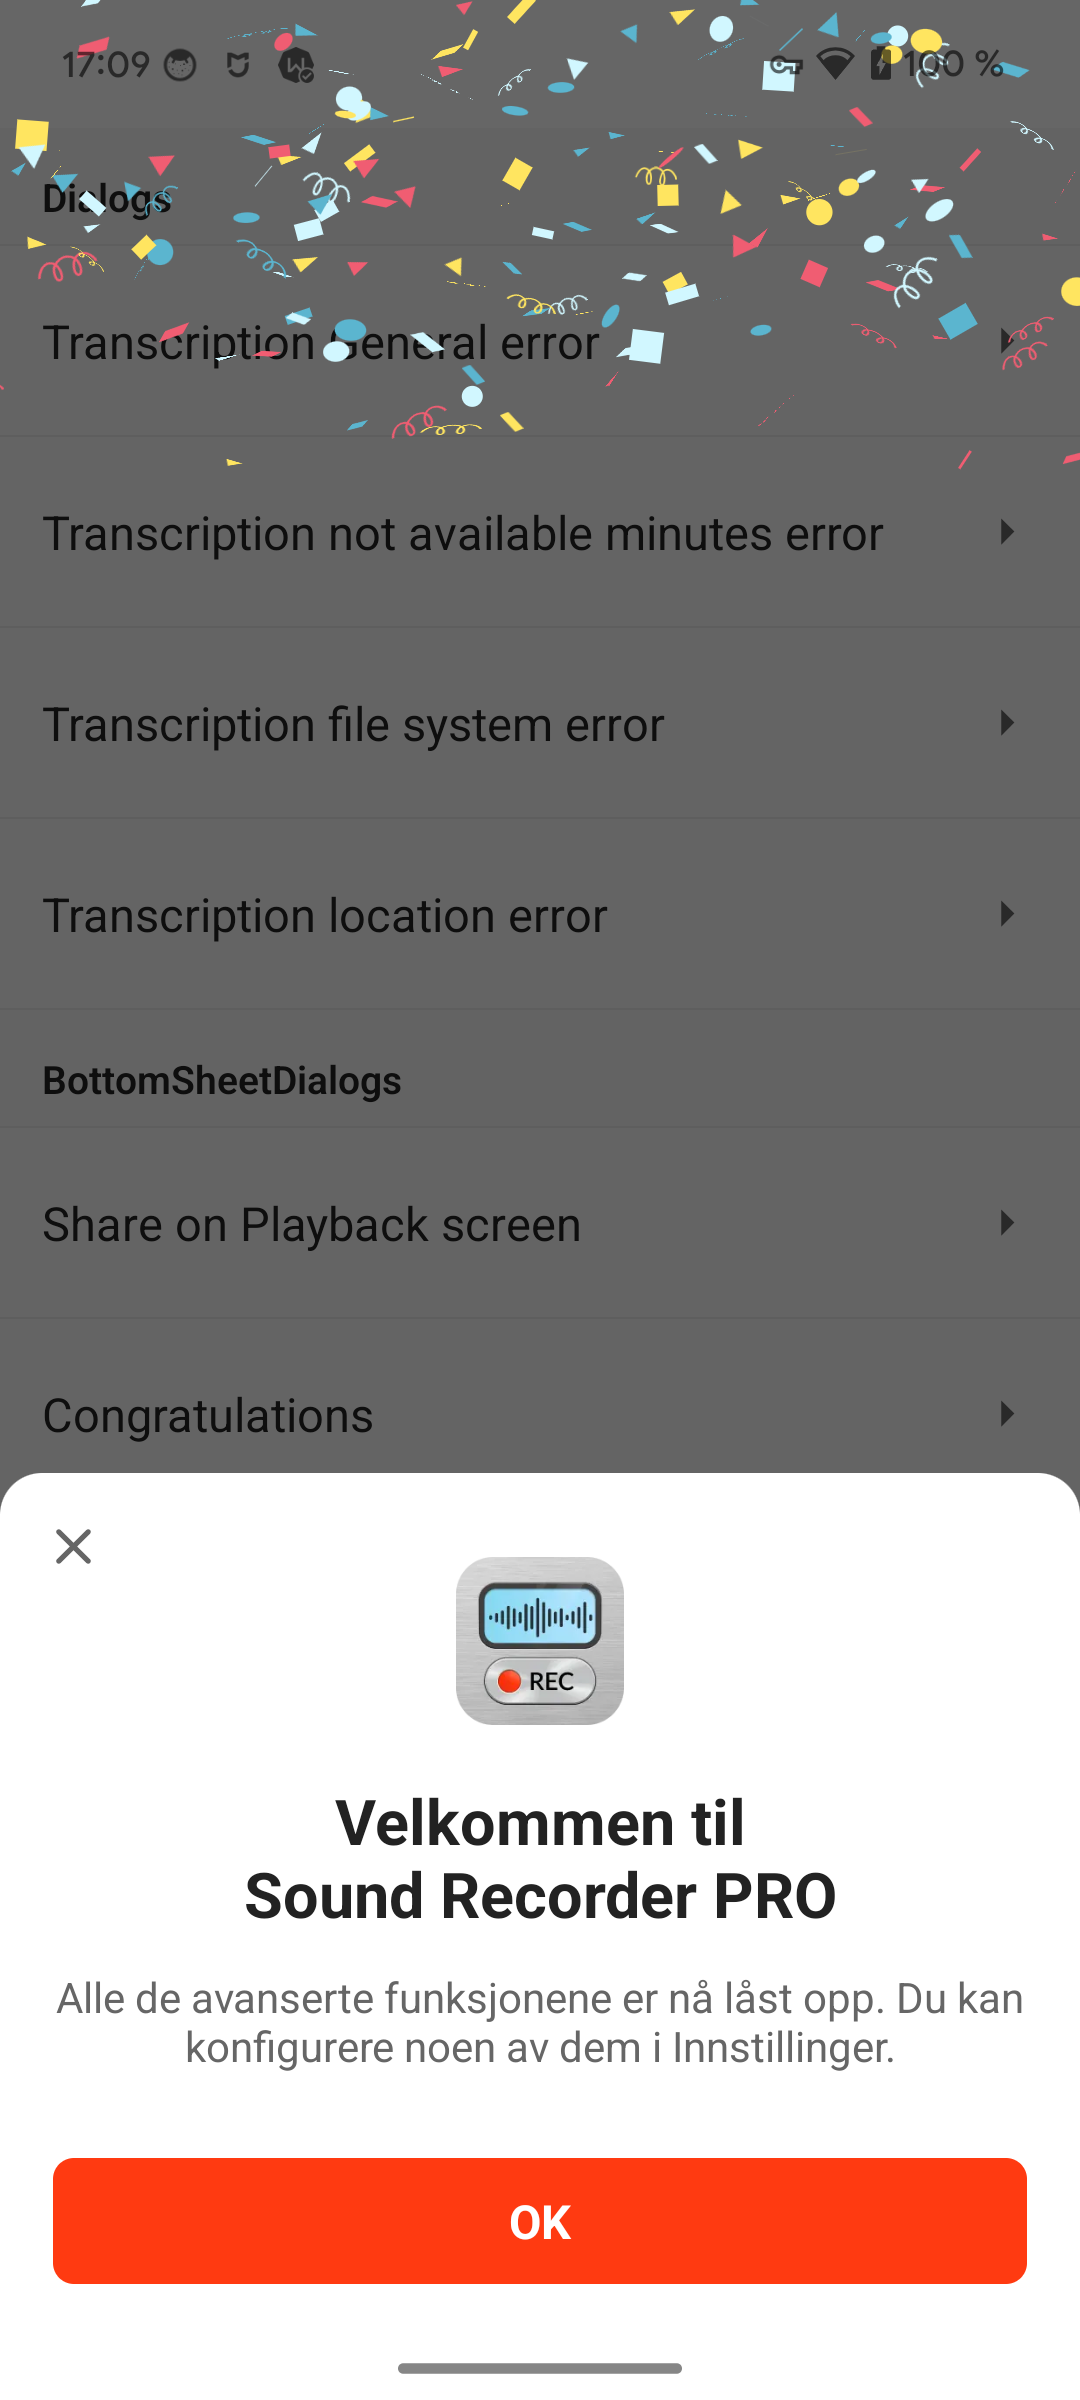 17:09
100 %
Dialogs
Transcription General error
Transcription not available minutes error
Transcription file system error
Transcription location error
BottomSheetDialogs
Share on Playback screen
Congratulations
REC
Velkommen til
Sound Recorder PRO
Alle de avanserte funksjonene er nå låst opp. Du kan
konfigurere noen av dem i Innstillinger.
OK